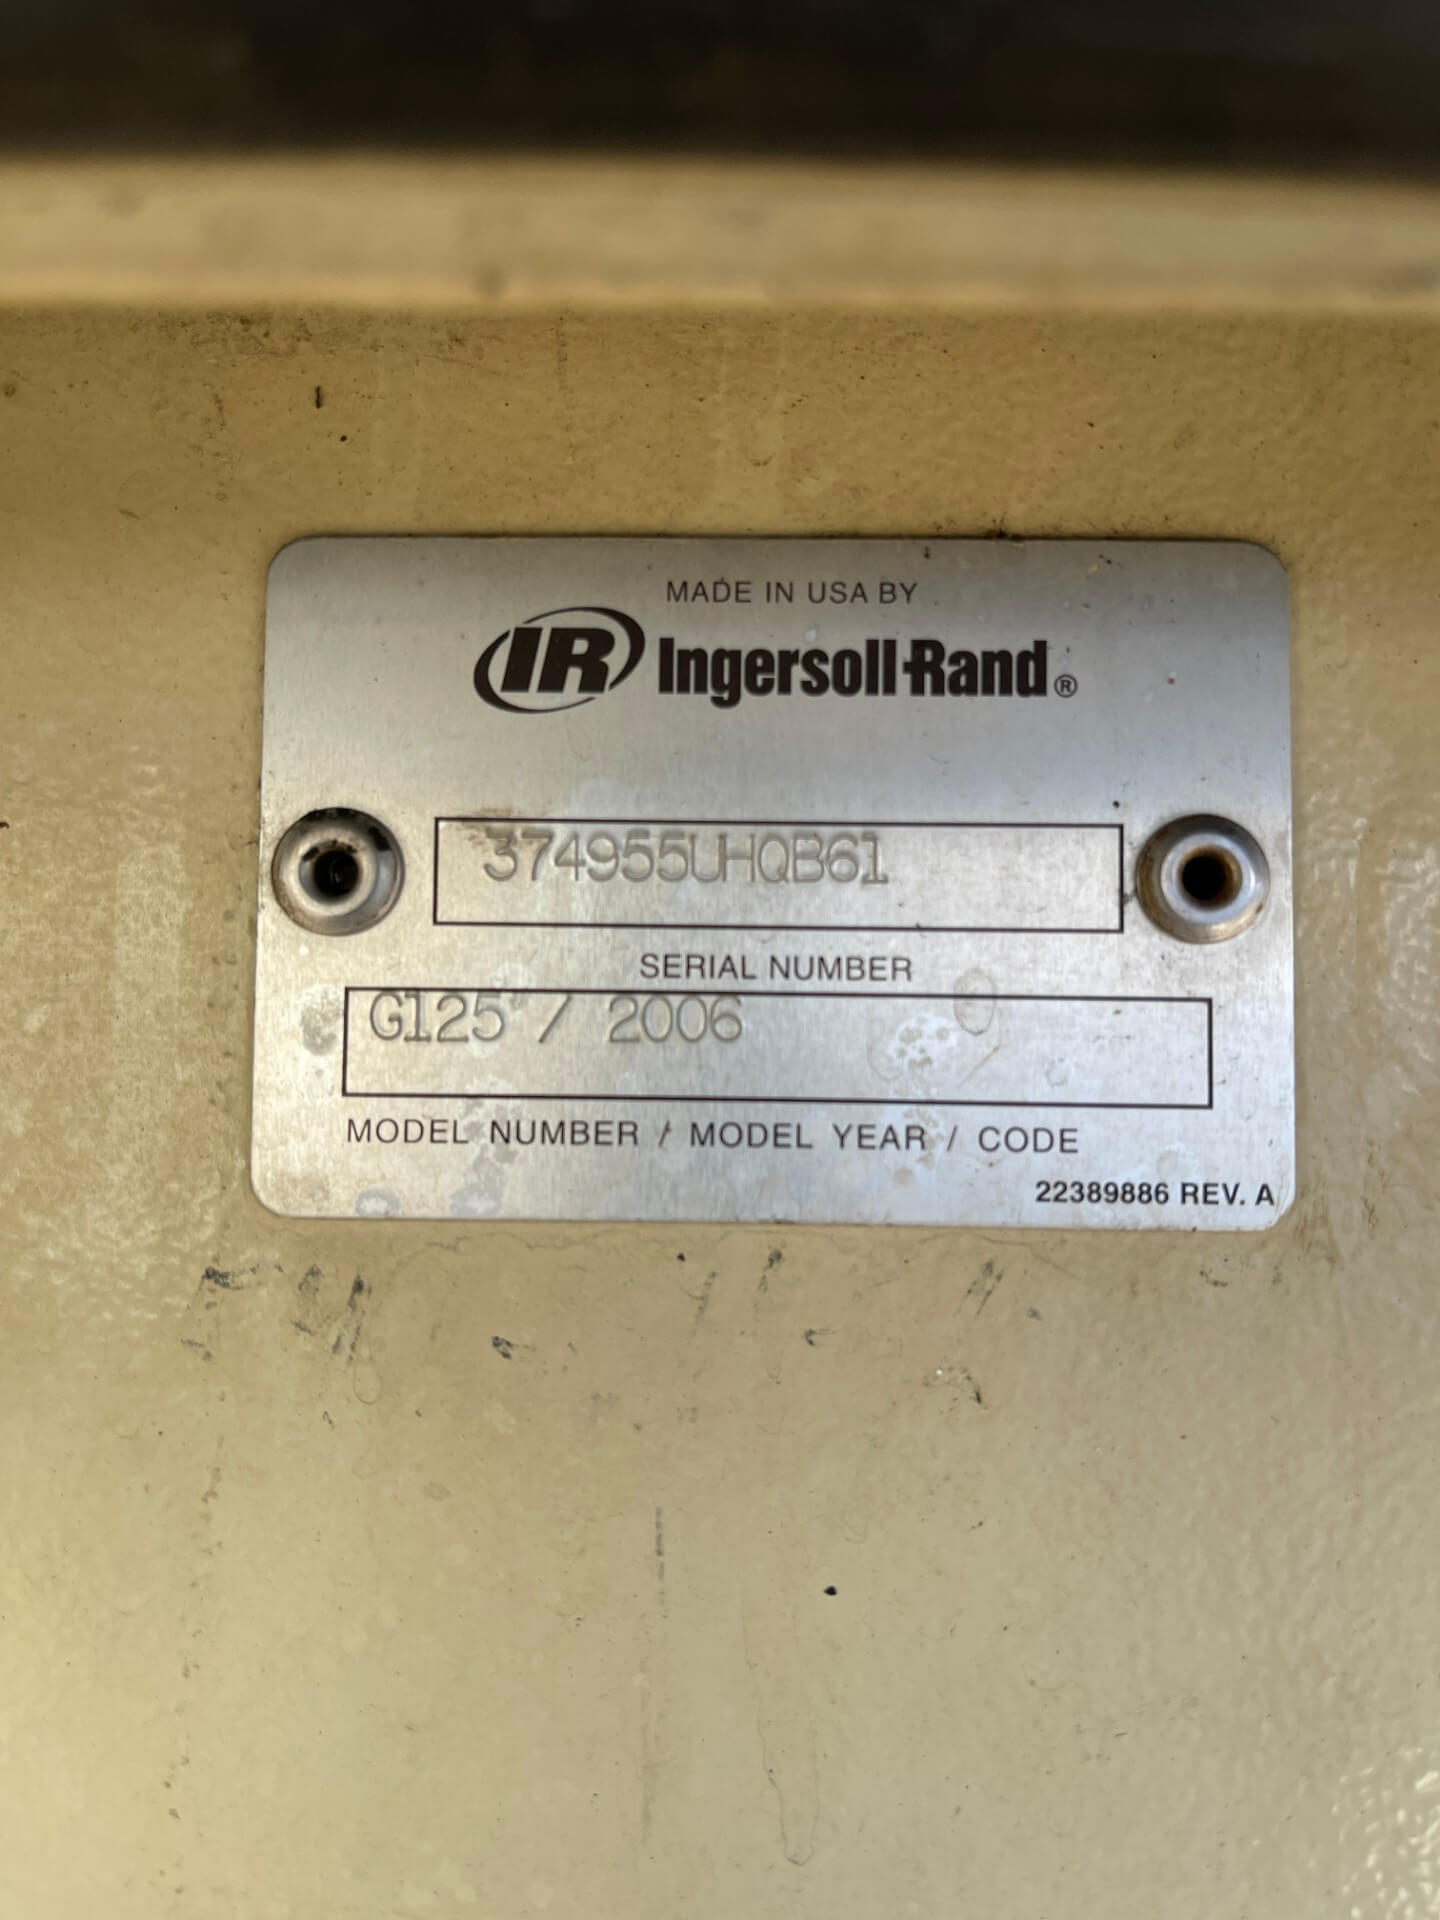 MADE IN USA BY
IR Ingersoll-Rand®
374955UHQB61
SERIAL NUMBER
G125 / 2006
MODEL NUMBER / MODEL YEAR / CODE
22389886 REV. A